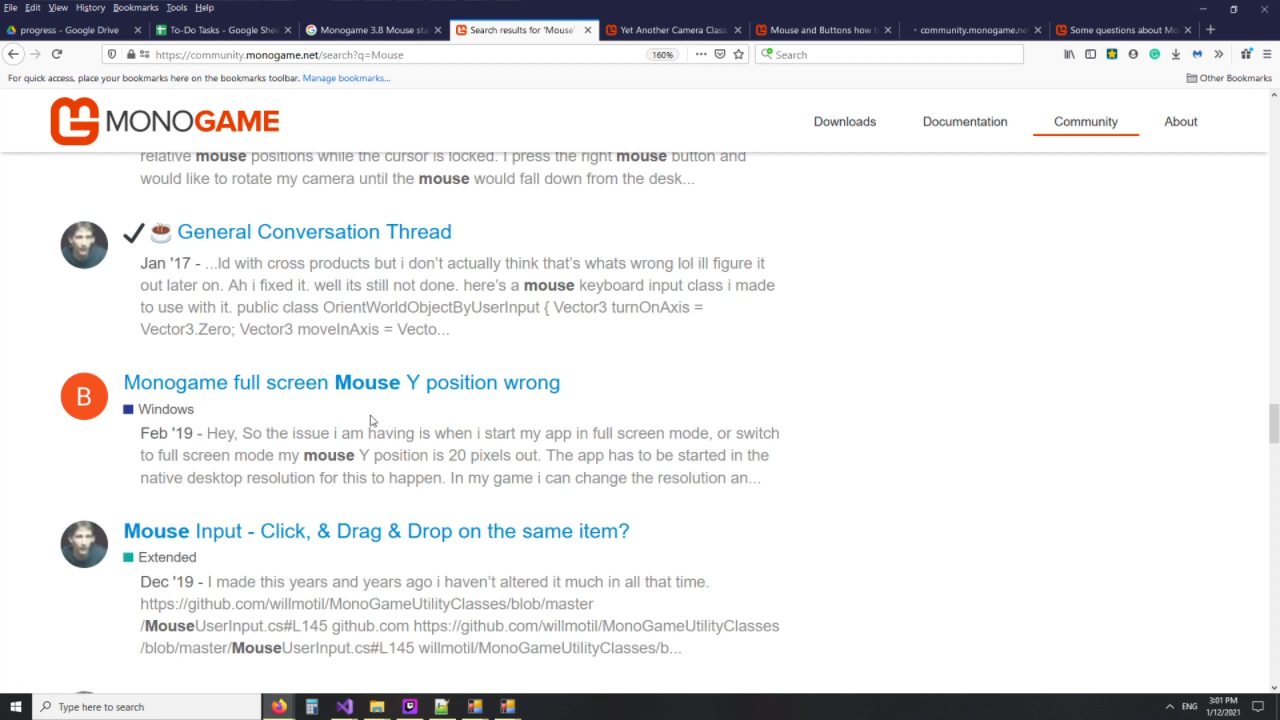 File Edit View History Bookmarks Tools Help
progress - Google Drive
To-Do Tasks - Google She
Monogame 3.8 Mouse sta
Search results for 'Mouse'
Yet Another Camera Class
Mouse and Buttons how t
community.monogame.net
Some questions about Mo
https://community.monogame.net/search?q=Mouse
160%
Search
For quick access, place your bookmarks here on the bookmarks toolbar. Manage bookmarks...
Other Bookmarks
MONOGAME
Downloads
Documentation
Community
About
relative mouse positions while the cursor is locked. I press the right mouse button and
would like to rotate my camera until the mouse would fall down from the desk...
General Conversation Thread
Jan '17 - ...ld with cross products but i don't actually think that's whats wrong lol ill figure it
out later on. Ah i fixed it. well its still not done. here's a mouse keyboard input class i made
to use with it. public class OrientWorldObjectByUserInput { Vector3 turnOnAxis =
Vector3.Zero; Vector3 moveInAxis = Vecto...
B
Monogame full screen Mouse Y position wrong
Windows
Feb '19 - Hey, So the issue i am having is when i start my app in full screen mode, or switch
to full screen mode my mouse Y position is 20 pixels out. The app has to be started in the
native desktop resolution for this to happen. In my game i can change the resolution an...
Mouse Input - Click, & Drag & Drop on the same item?
Extended
Dec '19 - I made this years and years ago i haven't altered it much in all that time.
https://github.com/willmotil/MonoGameUtilityClasses/blob/master
/MouseUserInput.cs#L145 github.com https://github.com/willmotil/MonoGameUtilityClasses
/blob/master/MouseUserInput.cs#L145 willmotil/MonoGameUtilityClasses/b...
Type here to search
ENG
3:01 PM
1/12/2021